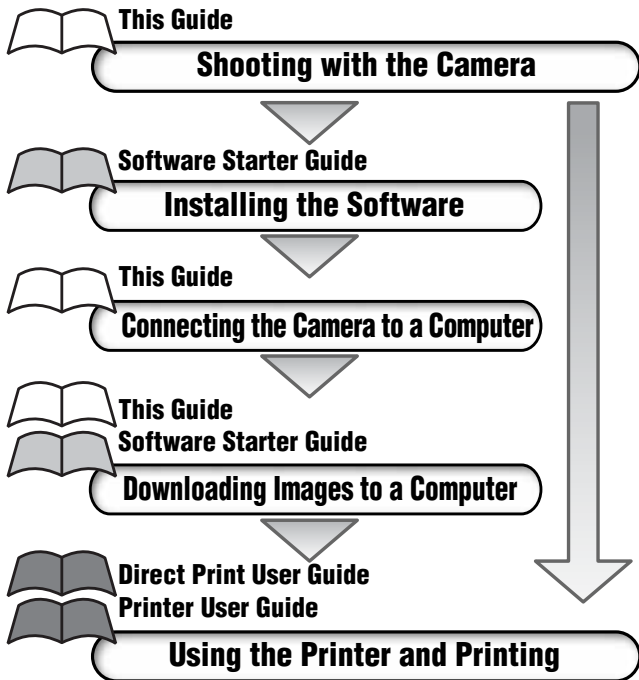 This Guide
Shooting with the Camera
Software Starter Guide
Installing the Software
This Guide
Connecting the Camera to a Computer
This Guide
Software Starter Guide
Downloading Images to a Computer
Direct Print User Guide
Printer User Guide
Using the Printer and Printing